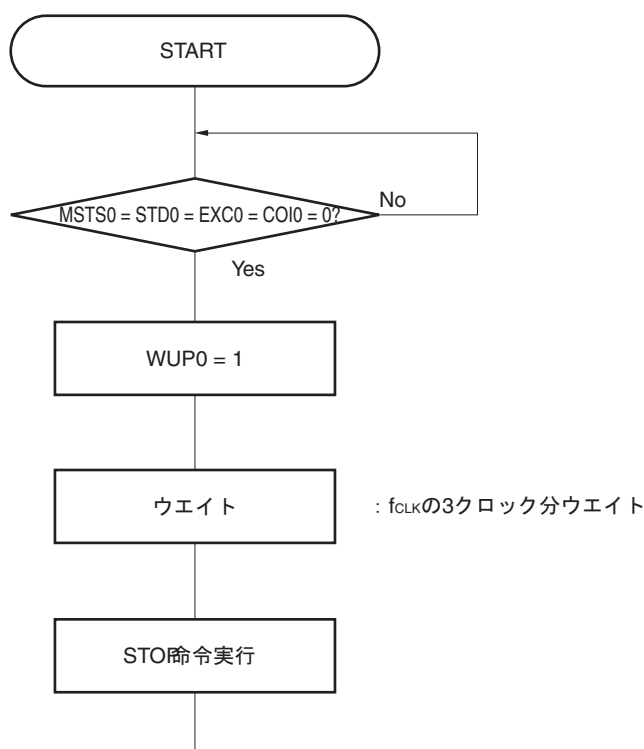 START
MSTS0 = STD0 = EXC0 = COI0 = 0?
No
Yes
WUP0 = 1
ウエイト
: fCLKの3クロック分ウエイト
STOP命令実行